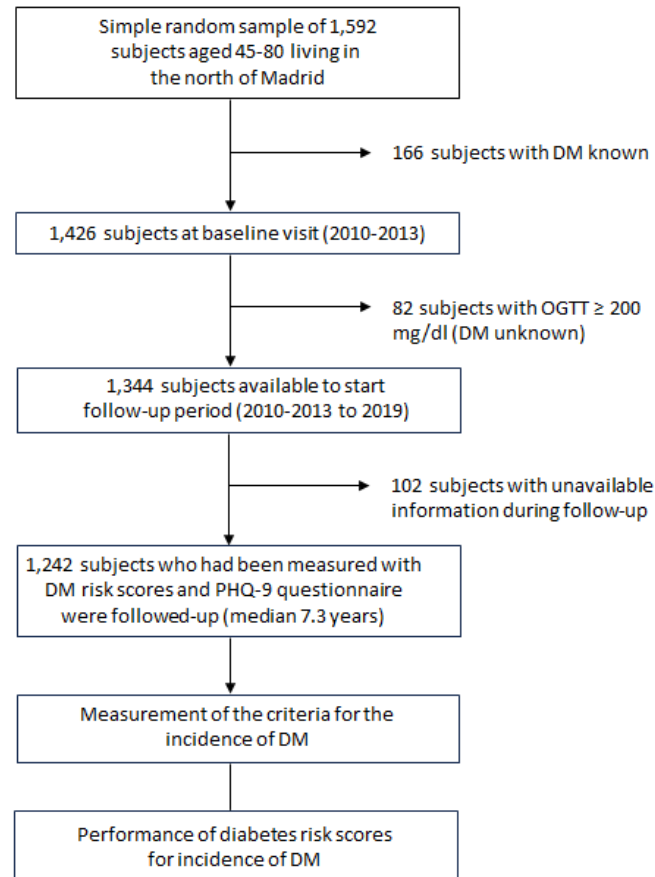 Simple random sample of 1,592
subjects aged 45-80 living in
the north of Madrid
166 subjects with DM known
1,426 subjects at baseline visit (2010-2013)
82 subjects with OGTT ≥ 200
mg/dl (DM unknown)
1,344 subjects available to start
follow-up period (2010-2013 to 2019)
102 subjects with unavailable
information during follow-up
1,242 subjects who had been measured with
DM risk scores and PHQ-9 questionnaire
were followed-up (median 7.3 years)
Measurement of the criteria for the
incidence of DM
Performance of diabetes risk scores
for incidence of DM